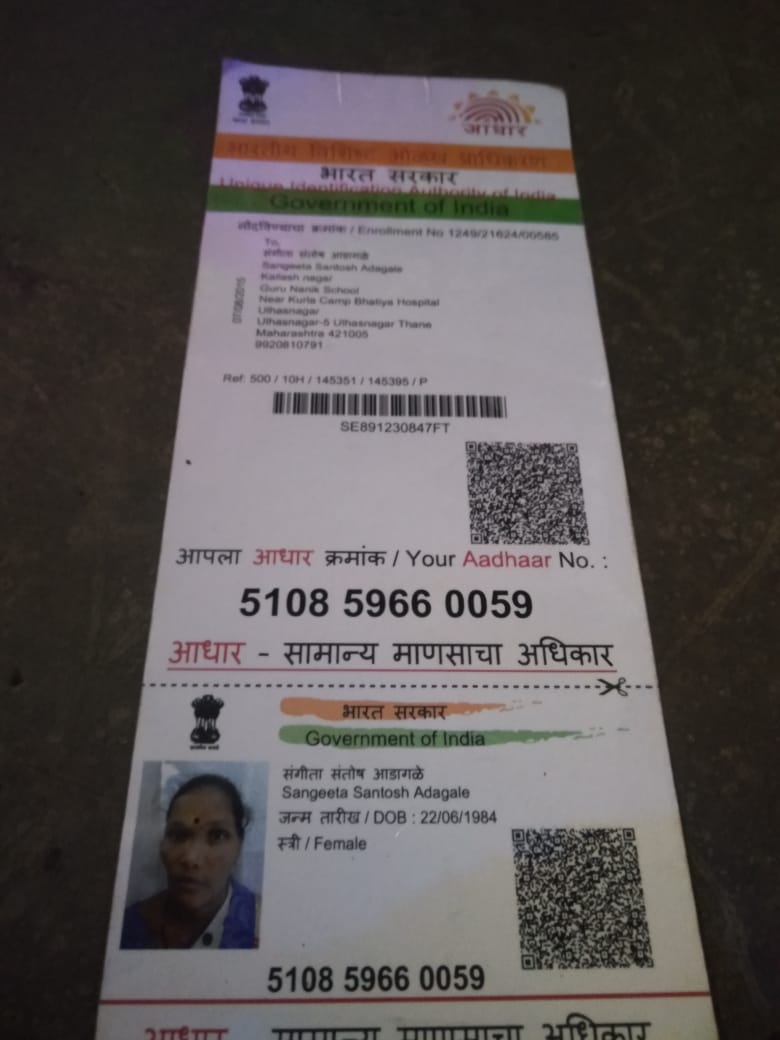 आधार
भारतीय विशिष्ट ओळख प्राधिकरण
भारत सरकार
Unique Identification Authority of India
Government of India
नोंदविण्याचा क्रमांक / Enrollment No 1249/21624/00585
To,
संगीता संतोष आडागळे
Sangeeta Santosh Adagale
Kailash nagar
Guru Nanik School
Near Kurla Camp Bhatiya Hospital
Ulhasnagar
Ulhasnagar-5 Ulhasnagar Thane
Maharashtra 421005
9920810791
07/08/2015
Ref: 500 / 10H / 145351 / 145395 / P
SE891230847FT
आपला आधार क्रमांक / Your Aadhaar No. :
5108 5966 0059
आधार - सामान्य माणसाचा अधिकार
भारत सरकार
Government of India
संगीता संतोष आडागळे
Sangeeta Santosh Adagale
जन्म तारीख / DOB : 22/06/1984
स्त्री / Female
5108 5966 0059
आधार - सामान्य माणसाचा अधिकार